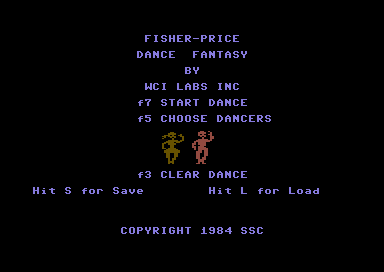 FISHER-PRICE
DANCE  FANTASY
BY
WCI LABS INC
f7 START DANCE
f5 CHOOSE DANCERS
f3 CLEAR DANCE
Hit S for Save        Hit L for Load
COPYRIGHT 1984 SSC